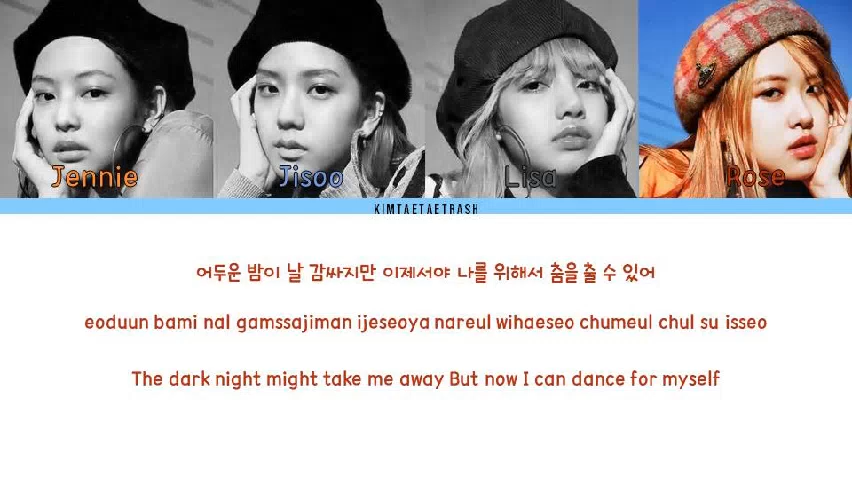 Jennie Jisoo Lisa Rose
KIMTAETAETRASH
어두운 밤이 날 감싸지만 이제서야 나를 위해서 춤을 출 수 있어
eoduun bami nal gamssajiman ijeseoya nareul wihaeseo chumeul chul su isseo
The dark night might take me away But now I can dance for myself